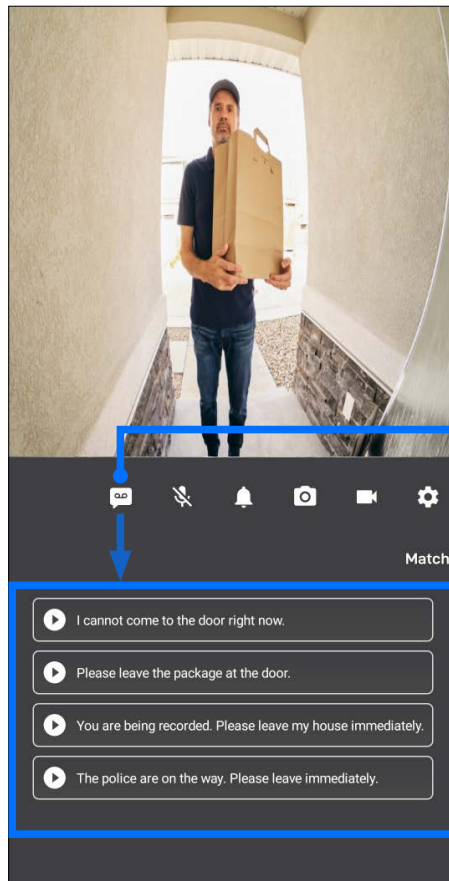 Match
I cannot come to the door right now.
Please leave the package at the door.
You are being recorded. Please leave my house immediately.
The police are on the way. Please leave immediately.